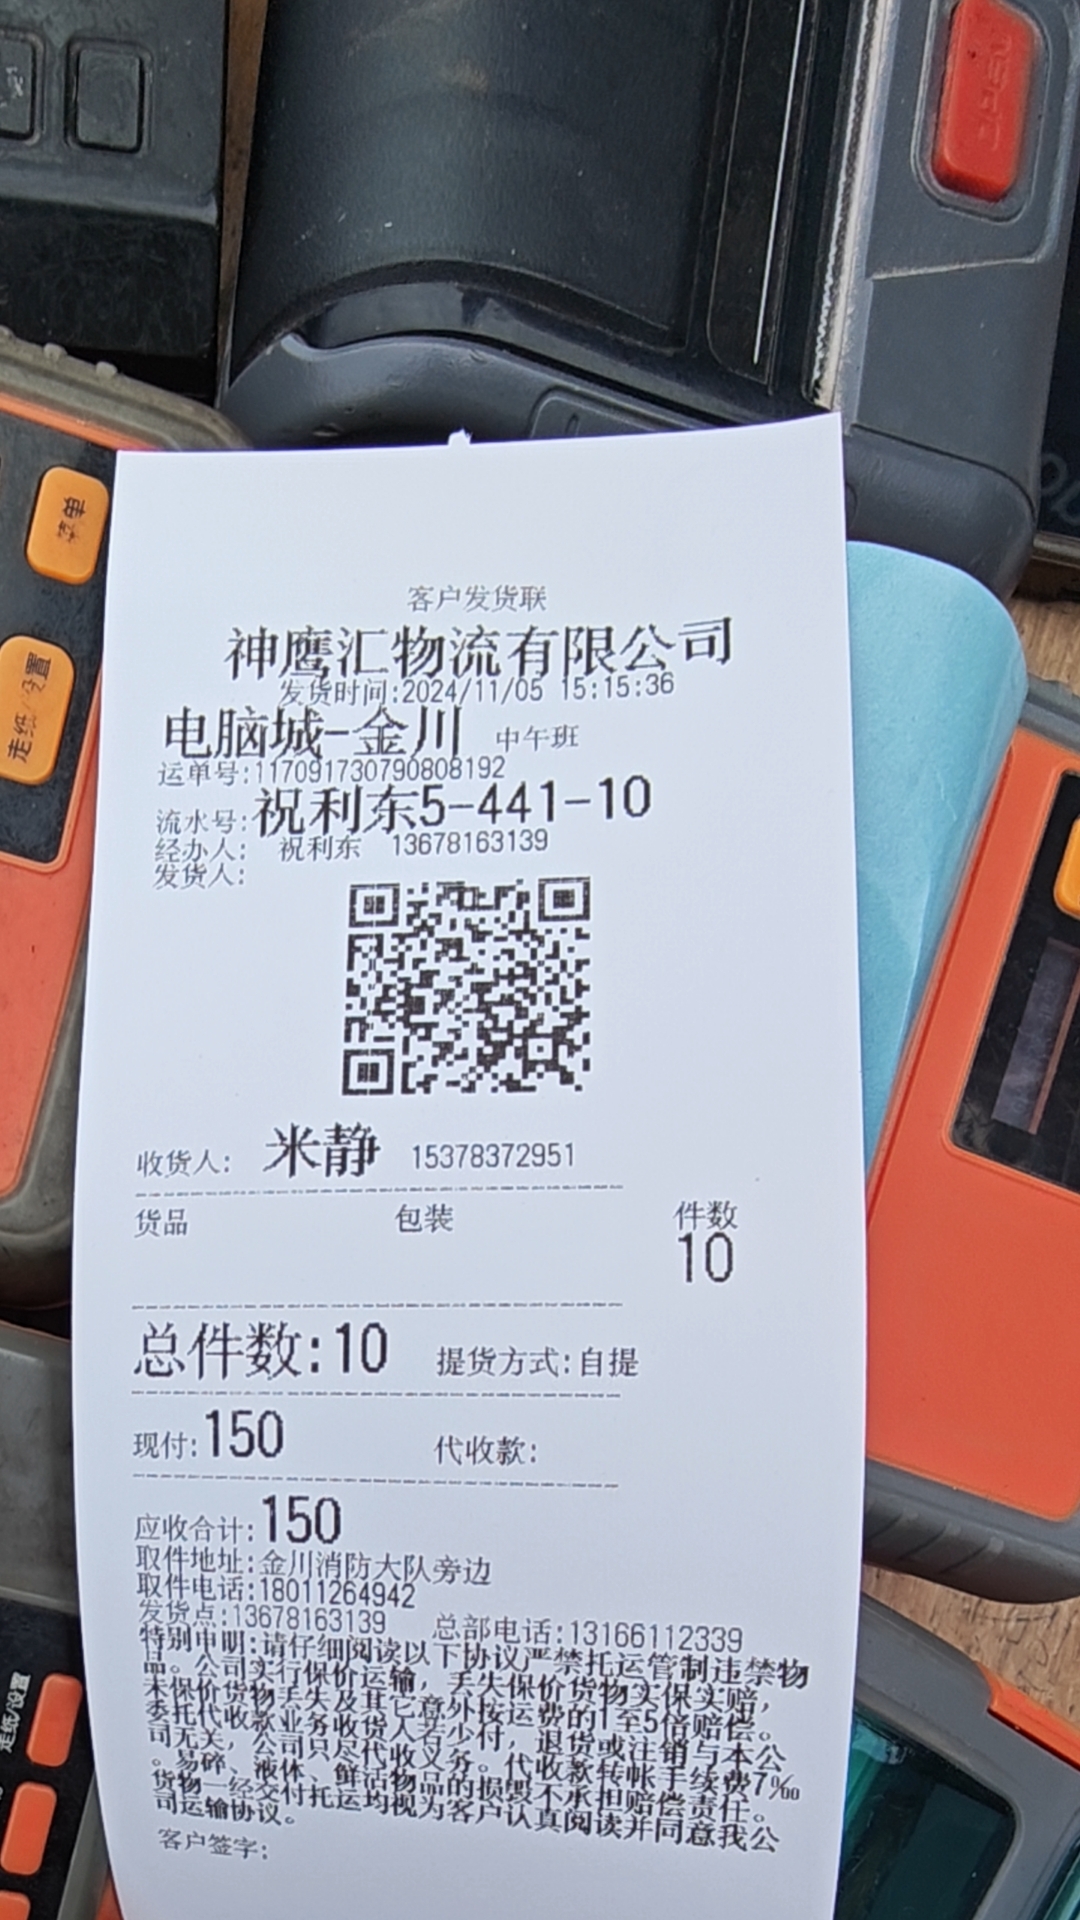 客户发货联
神鹰汇物流有限公司
发货时间:2024/11/05 15:15:36
电脑城-金川 中午班
运单号:117091730790808192
流水号:祝利东5-441-10
经办人: 祝利东 13678163139
发货人:
收货人: 米静 15378372951
货品 包装 件数
10
总件数:10 提货方式:自提
现付:150 代收款:
应收合计:150
取件地址:金川消防大队旁边
取件电话:18011264942
发货点:13678163139 总部电话:13166112339
特别申明:请仔细阅读以下协议严禁托运管制违禁物
品。公司实行保价运输，丢失保价货物实保实赔，
未保价货物丢失及其它意外按运费的1至5倍赔偿。
委托代收款业务收货人若少付，退货或注销与本公
司无关，公司只尽代收义务。代收款转帐手续费7‰
。易碎、液体、鲜活物品的损毁不承担赔偿责任。
货物一经交付托运均视为客户认真阅读并同意我公
司运输协议。
客户签字:
走纸/设置
走纸/设置